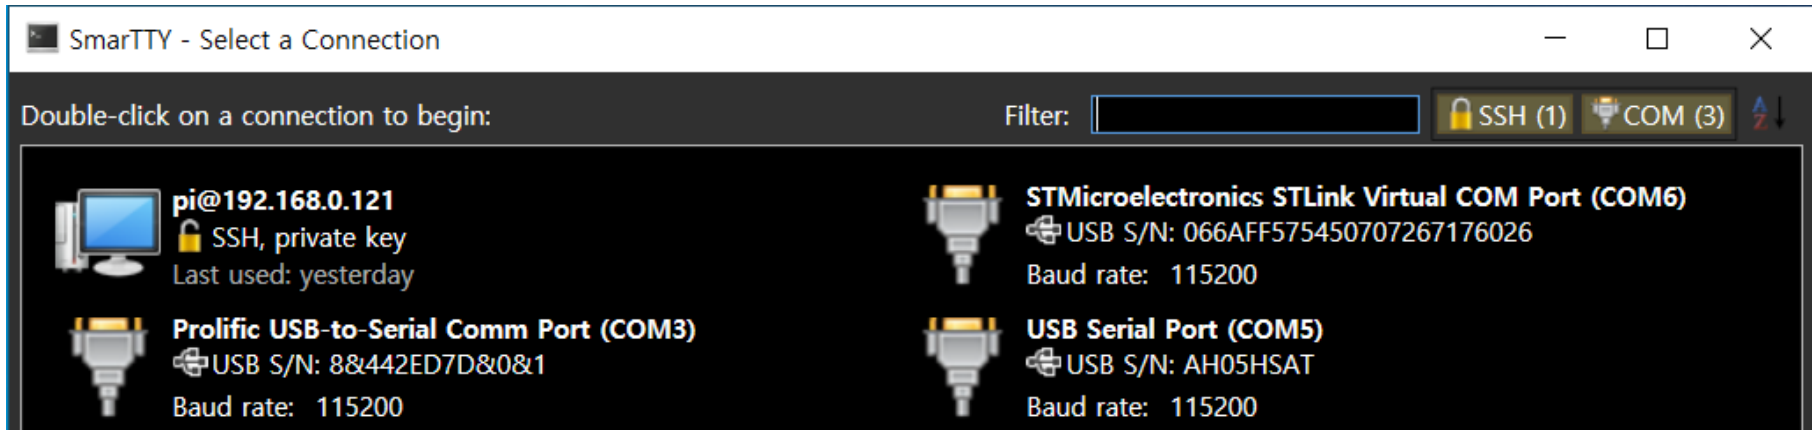 SmarTTY - Select a Connection
Double-click on a connection to begin:
Filter:
SSH (1)
COM (3)
pi@192.168.0.121
SSH, private key
Last used: yesterday
STMicroelectronics STLink Virtual COM Port (COM6)
USB S/N: 066AFF575450707267176026
Baud rate: 115200
Prolific USB-to-Serial Comm Port (COM3)
USB S/N: 8&442ED7D&0&1
Baud rate: 115200
USB Serial Port (COM5)
USB S/N: AH05HSAT
Baud rate: 115200